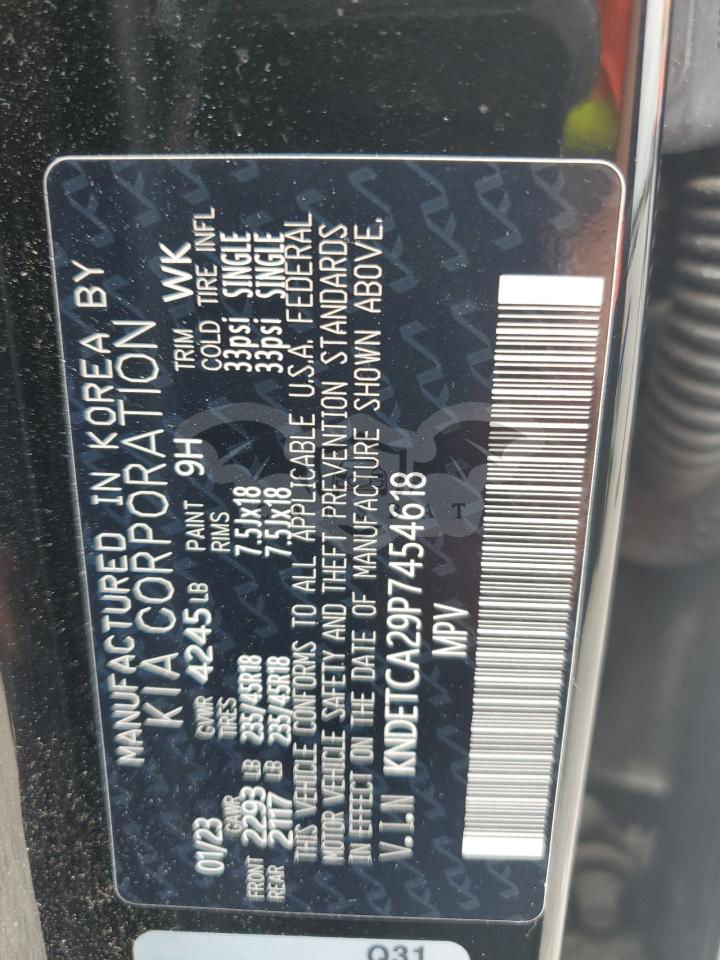 MANUFACTURED IN KOREA BY
KIA CORPORATION
01/23 GVWR 4245 LB PAINT 9H TRIM WK
GAWR TIRES RIMS COLD TIRE INFL
FRONT 2293 LB 235/45R18 7.5Jx18 33psi SINGLE
REAR 2117 LB 235/45R18 7.5Jx18 33psi SINGLE
THIS VEHICLE CONFORMS TO ALL APPLICABLE U.S.A. FEDERAL
MOTOR VEHICLE SAFETY AND THEFT PREVENTION STANDARDS
IN EFFECT ON THE DATE OF MANUFACTURE SHOWN ABOVE.
V.I.N KNDETCA29P7454618
MPV
Q31